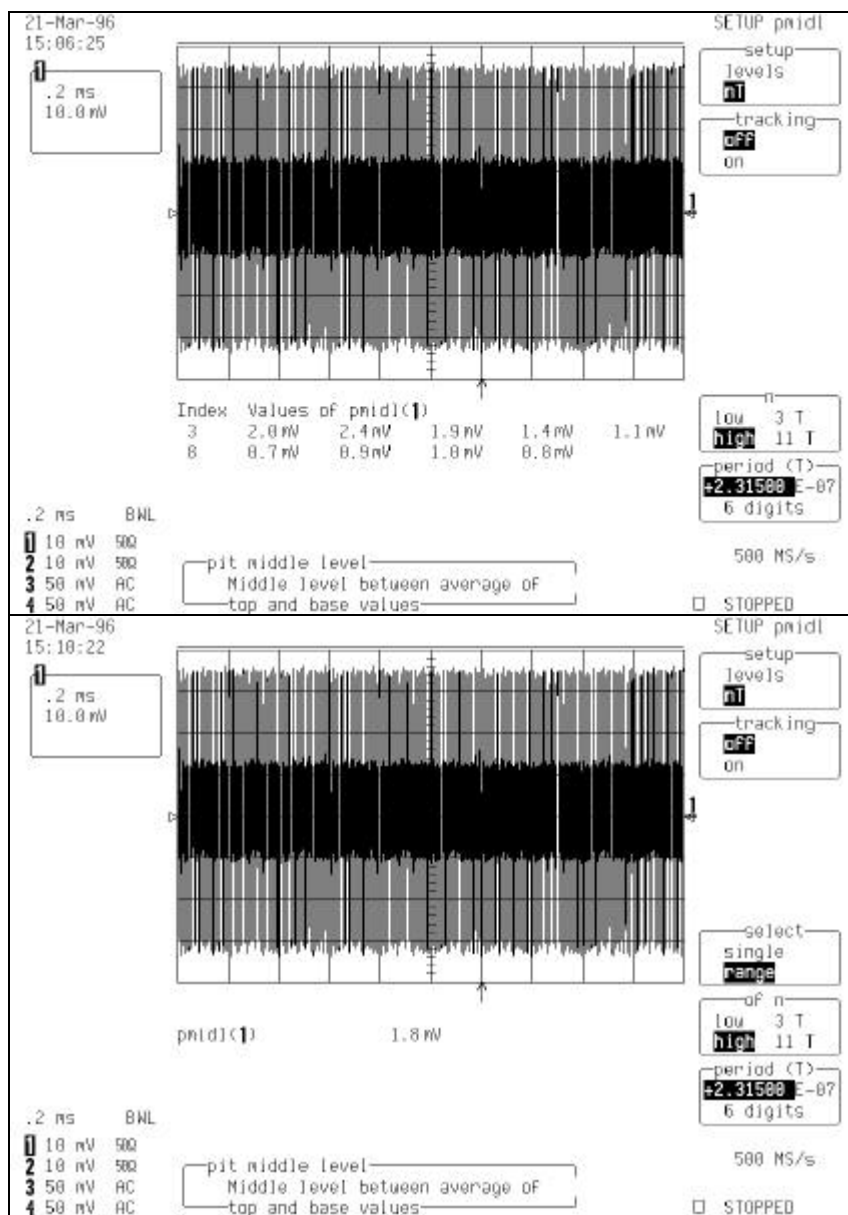 21-Mar-96
15:06:25
SETUP pmidl
1
.2 ms
10.0 mV
setup
levels
nT
tracking
off
on
1
Index Values of pmidl(1)
3 2.0 mV 2.4 mV 1.9 mV 1.4 mV 1.1 mV
8 0.7 mV 0.9 mV 1.0 mV 0.8 mV
n
low 3 T
high 11 T
period (T)
+2.31500 E-07
6 digits
.2 ms BWL
1 10 mV 50Ω
2 10 mV 50Ω
3 50 mV AC
4 50 mV AC
pit middle level
Middle level between average of
top and base values
500 MS/s
STOPPED
21-Mar-96
15:10:22
SETUP pmidl
1
.2 ms
10.0 mV
setup
levels
nT
tracking
off
on
1
select
single
range
of n
low 3 T
high 11 T
pmidl(1) 1.8 mV
period (T)
+2.31500 E-07
6 digits
.2 ms BWL
1 10 mV 50Ω
2 10 mV 50Ω
3 50 mV AC
4 50 mV AC
pit middle level
Middle level between average of
top and base values
500 MS/s
STOPPED